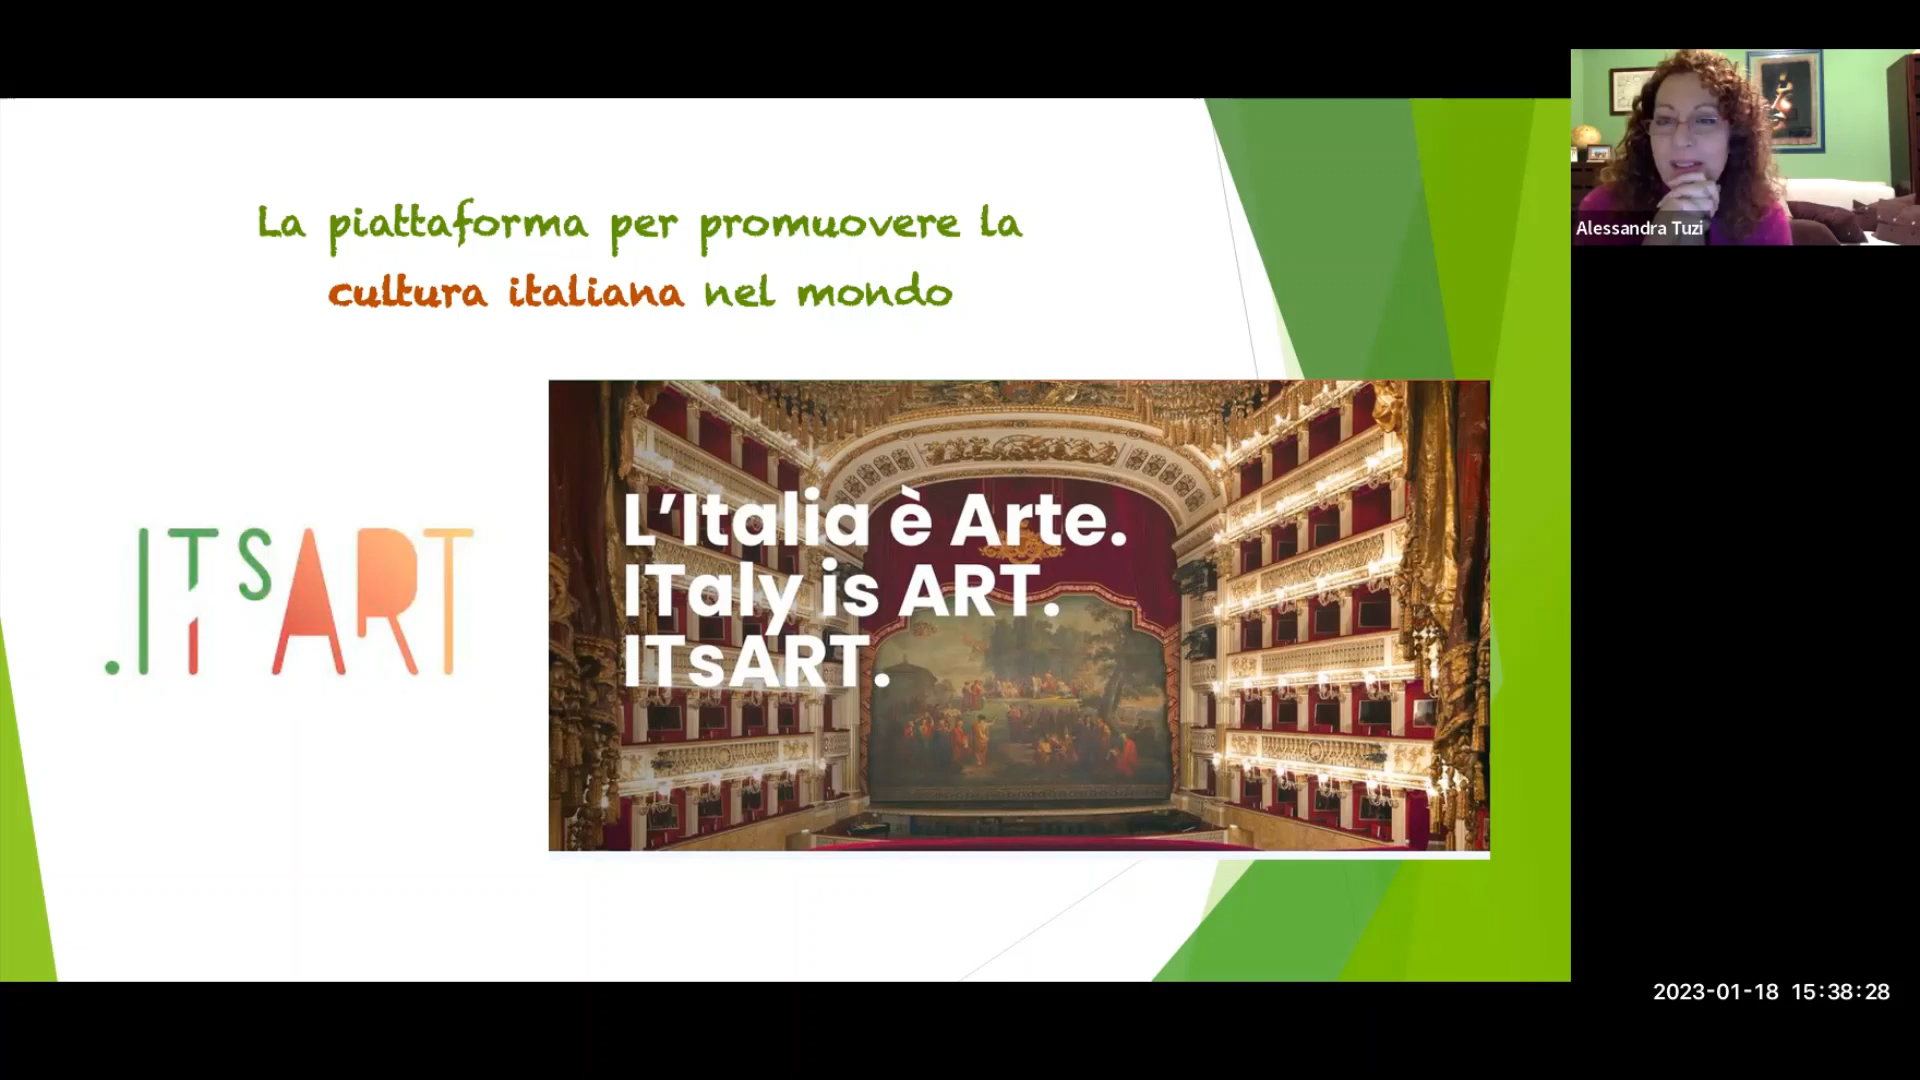 La piattaforma per promuovere la
cultura italiana nel mondo
.ITsART
L'Italia è Arte.
ITaly is ART.
ITsART.
Alessandra Tuzi
2023-01-18 15:38:28